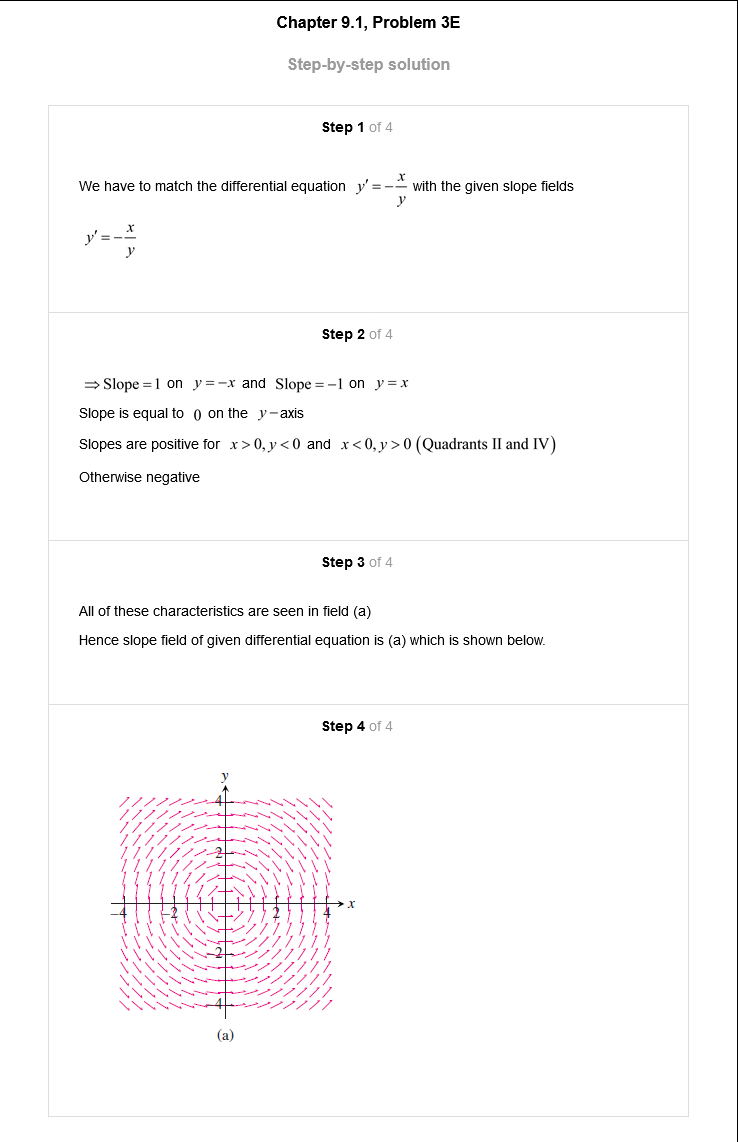 Chapter 9.1, Problem 3E
Step-by-step solution
Step 1 of 4
We have to match the differential equation y′ = −x/y with the given slope fields
y′ = −x/y
Step 2 of 4
⇒ Slope = 1 on y = −x and Slope = −1 on y = x
Slope is equal to 0 on the y − axis
Slopes are positive for x > 0, y < 0 and x < 0, y > 0 (Quadrants II and IV)
Otherwise negative
Step 3 of 4
All of these characteristics are seen in field (a)
Hence slope field of given differential equation is (a) which is shown below.
Step 4 of 4
y
4
2
−4 −2 2 4 x
−2
−4
(a)